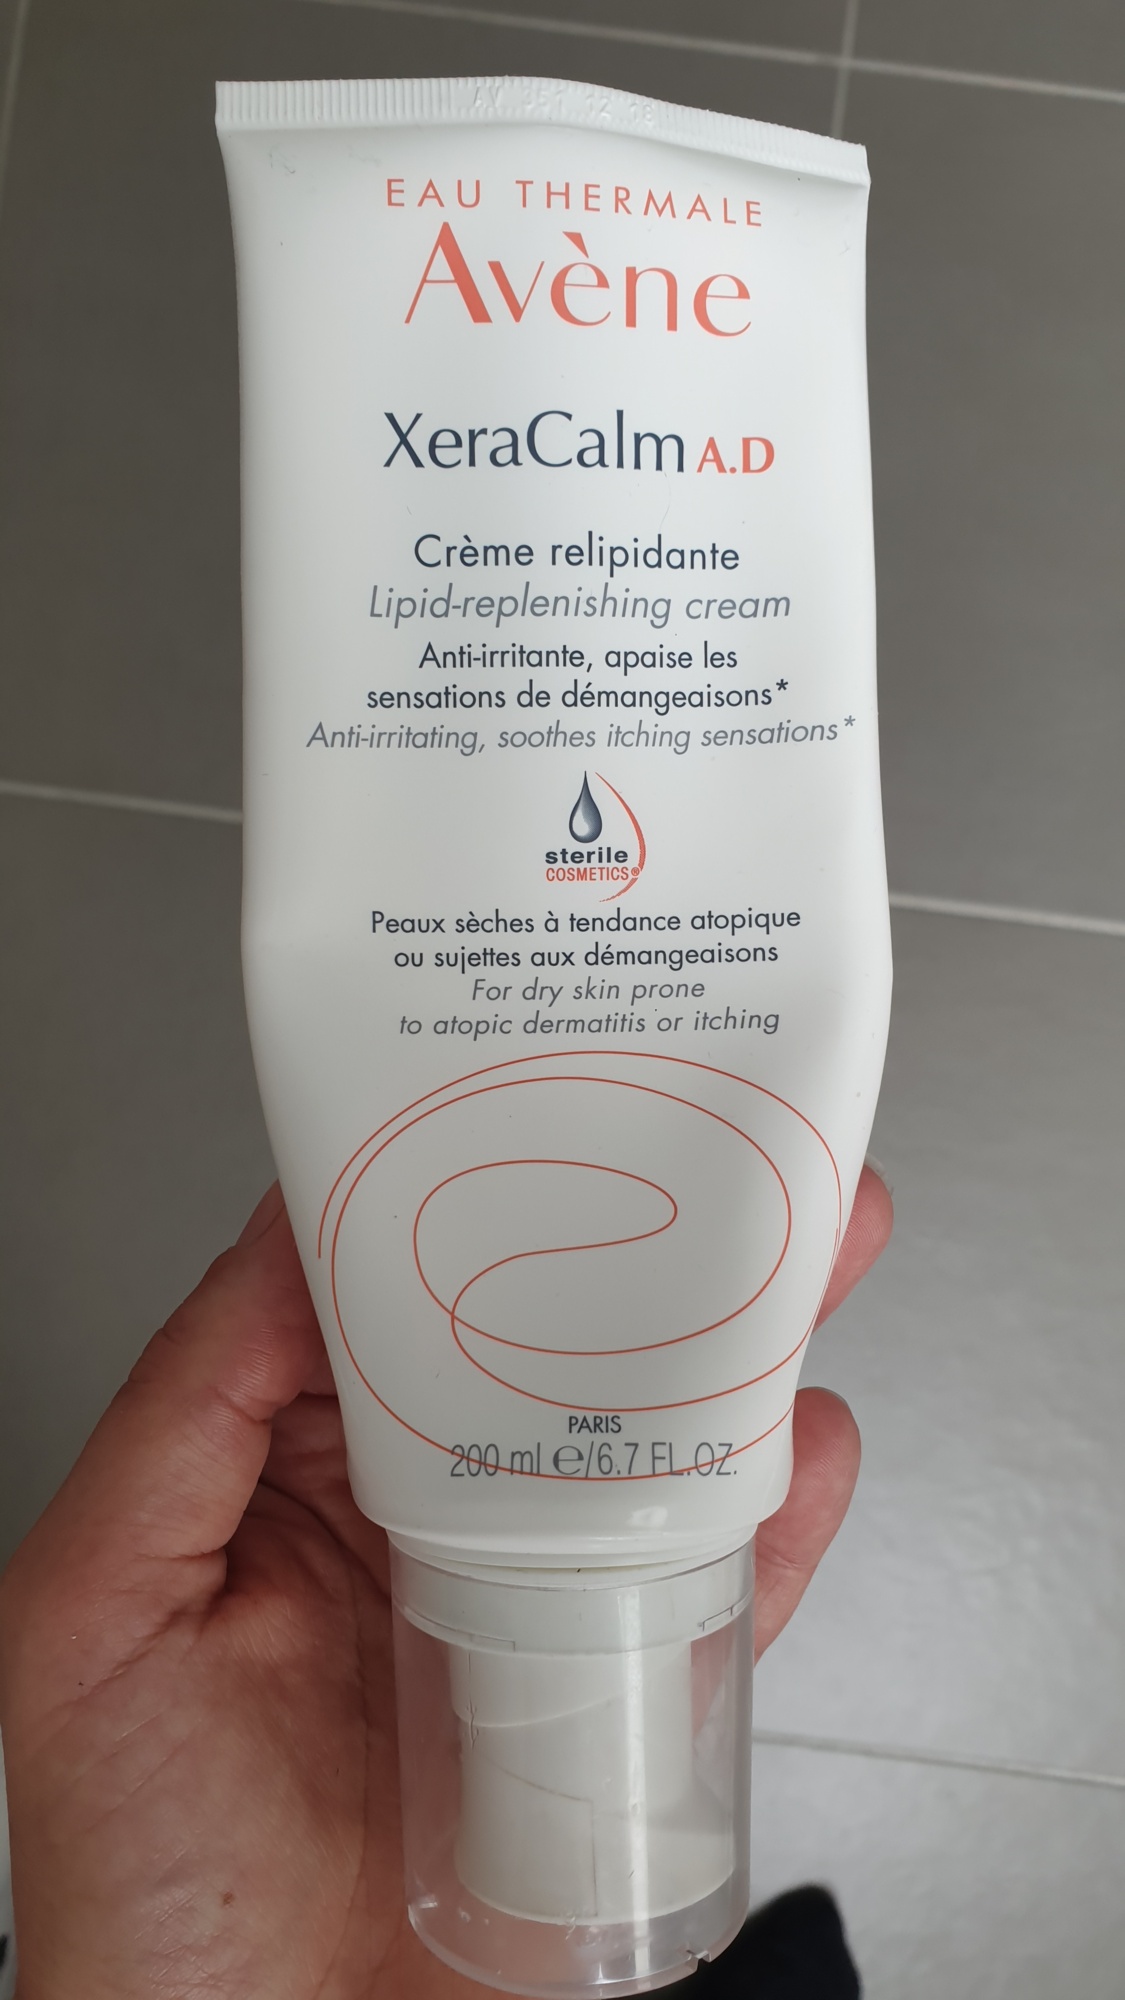 EAU THERMALE
Avène
XeraCalm A.D
Crème relipidante
Lipid-replenishing cream
Anti-irritante, apaise les
sensations de démangeaisons*
Anti-irritating, soothes itching sensations*
sterile
COSMETICS®
Peaux sèches à tendance atopique
ou sujettes aux démangeaisons
For dry skin prone
to atopic dermatitis or itching
PARIS
200 ml ℮/6.7 FL.OZ.